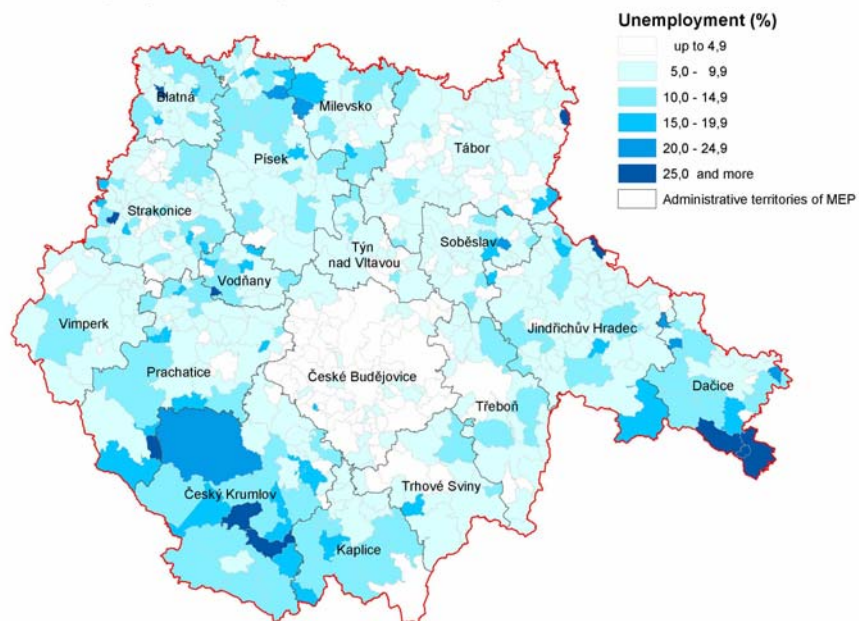 Unemployment (%)
up to 4,9
5,0 - 9,9
10,0 - 14,9
15,0 - 19,9
20,0 - 24,9
25,0 and more
Administrative territories of MEP
Blatná
Milevsko
Písek
Tábor
Strakonice
Soběslav
Týn
nad Vltavou
Vodňany
Vimperk
Jindřichův Hradec
Prachatice
České Budějovice
Dačice
Třeboň
Český Krumlov
Trhové Sviny
Kaplice